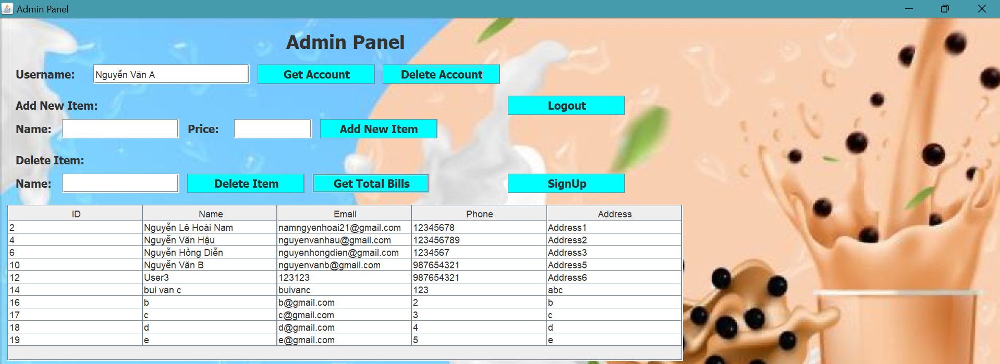 Admin Panel
Admin Panel
Username: Nguyễn Văn A Get Account Delete Account
Add New Item: Logout
Name: Price: Add New Item
Delete Item:
Name: Delete Item Get Total Bills SignUp
ID Name Email Phone Address
2 Nguyễn Lê Hoài Nam namngyenhoai21@gmail.com 12345678 Address1
4 Nguyễn Văn Hậu nguyenvanhau@gmail.com 123456789 Address2
6 Nguyễn Hồng Diễn nguyenhongdien@gmail.com 1234567 Address3
10 Nguyễn Văn B nguyenvanb@gmail.com 987654321 Address5
12 User3 123123 987654321 Address6
14 bui van c buivanc 123 abc
16 b b@gmail.com 2 b
17 c c@gmail.com 3 c
18 d d@gmail.com 4 d
19 e e@gmail.com 5 e